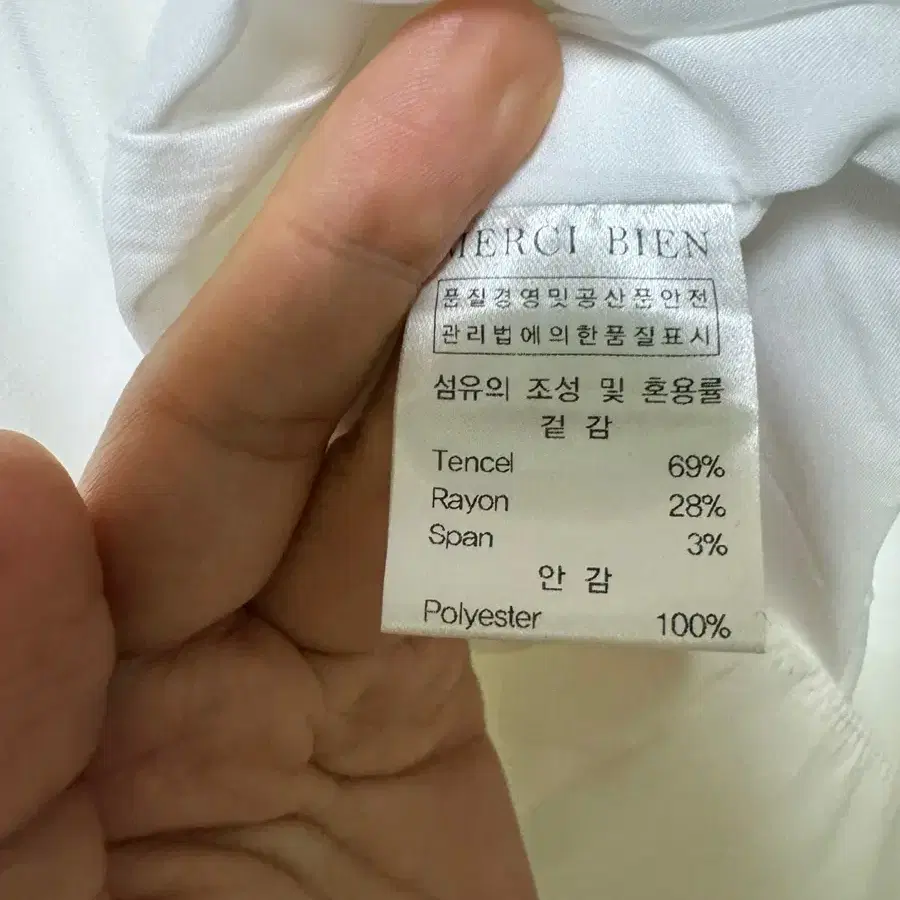 MERCI BIEN
품질경영및공산품안전
관리법에의한품질표시
섬유의 조성 및 혼용률
겉 감
Tencel 69%
Rayon 28%
Span 3%
안 감
Polyester 100%